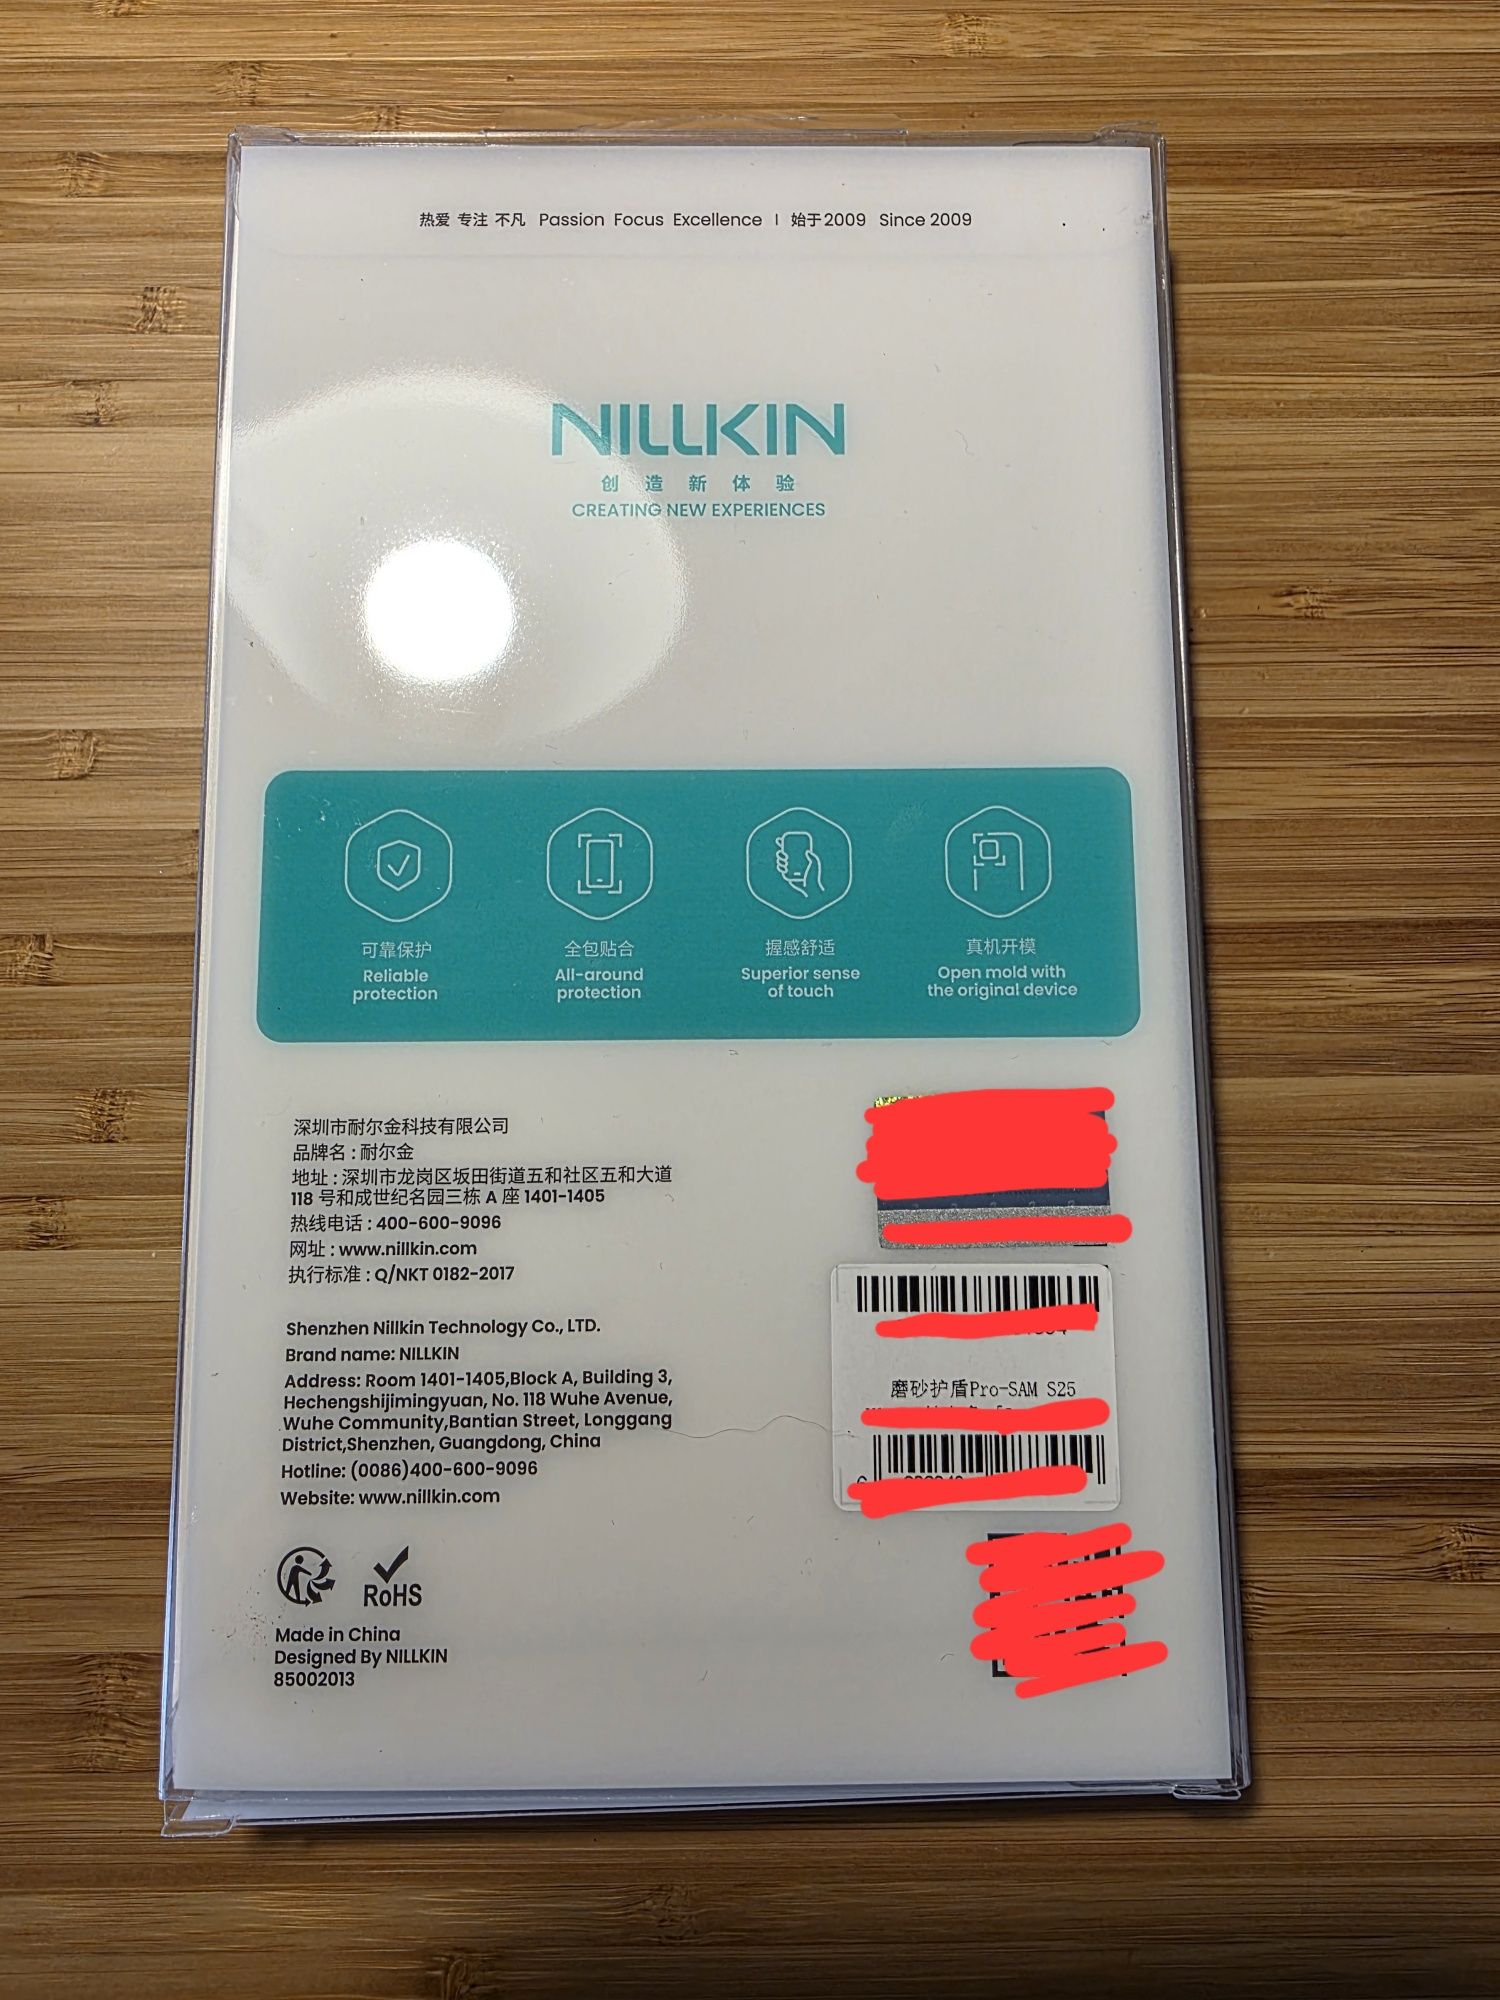 热爱 专注 不凡 Passion Focus Excellence | 始于2009 Since 2009
NILLKIN
创造新体验
CREATING NEW EXPERIENCES
可靠保护
Reliable
protection
全包贴合
All-around
protection
握感舒适
Superior sense
of touch
真机开模
Open mold with
the original device
深圳市耐尔金科技有限公司
品牌名 : 耐尔金
地址 : 深圳市龙岗区坂田街道五和社区五和大道
118 号和成世纪名园三栋 A 座 1401-1405
热线电话 : 400-600-9096
网址 : www.nillkin.com
执行标准 : Q/NKT 0182-2017
Shenzhen Nillkin Technology Co., LTD.
Brand name: NILLKIN
Address: Room 1401-1405,Block A, Building 3,
Hechengshijimingyuan, No. 118 Wuhe Avenue,
Wuhe Community,Bantian Street, Longgang
District,Shenzhen, Guangdong, China
Hotline: (0086)400-600-9096
Website: www.nillkin.com
RoHS
Made in China
Designed By NILLKIN
85002013
磨砂护盾Pro-SAM S25